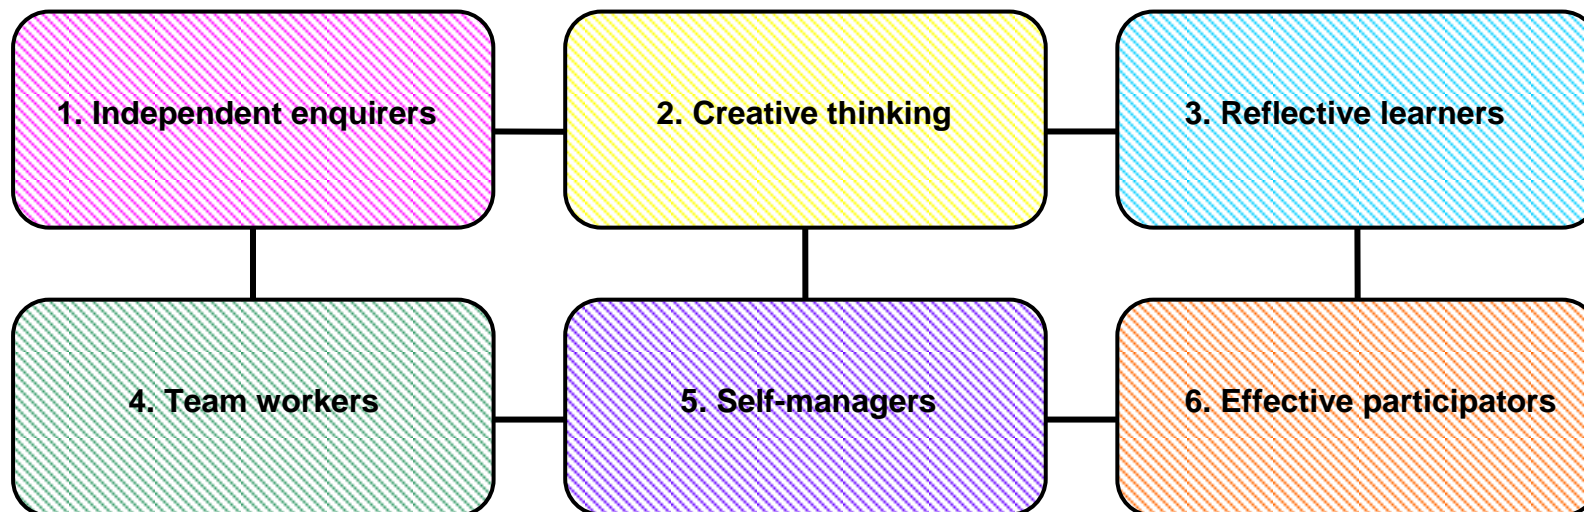 1. Independent enquirers
2. Creative thinking
3. Reflective learners
4. Team workers
5. Self-managers
6. Effective participators